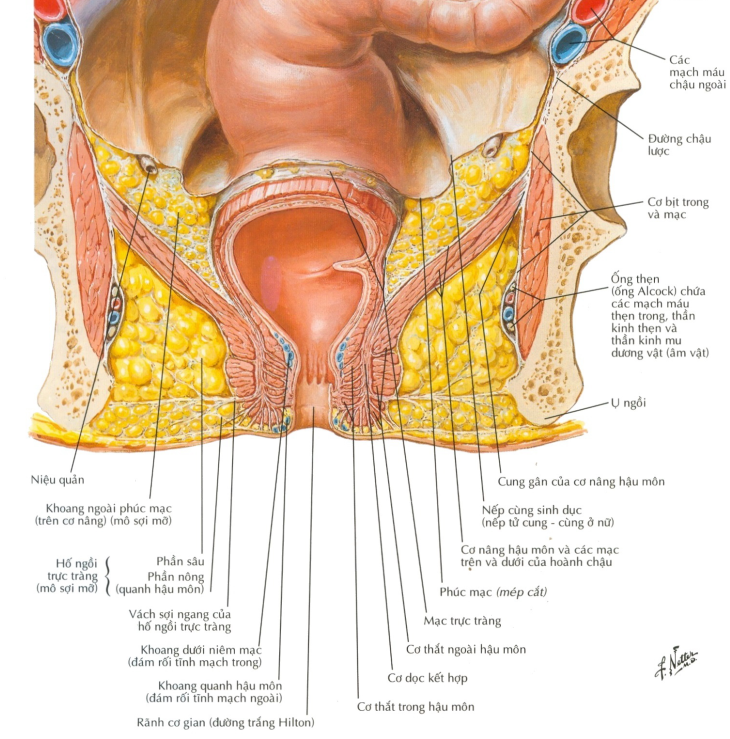 Các
mạch máu
chậu ngoài
Đường chậu
lược
Cơ bịt trong
và mạc
Ống thẹn
(ống Alcock) chứa
các mạch máu
thẹn trong, thần
kinh thẹn và
thần kinh mu
dương vật (âm vật)
Ụ ngồi
Niệu quản
Khoang ngoài phúc mạc
(trên cơ nâng) (mô sợi mỡ)
Hố ngồi
trực tràng
(mô sợi mỡ)
Phần sâu
Phần nông
(quanh hậu môn)
Vách sợi ngang của
hố ngồi trực tràng
Khoang dưới niêm mạc
(đám rối tĩnh mạch trong)
Khoang quanh hậu môn
(đám rối tĩnh mạch ngoài)
Rãnh cơ gian (đường trắng Hilton)
Cung gân của cơ nâng hậu môn
Nếp cùng sinh dục
(nếp tử cung - cùng ở nữ)
Cơ nâng hậu môn và các mạc
trên và dưới của hoành chậu
Phúc mạc (mép cắt)
Mạc trực tràng
Cơ thắt ngoài hậu môn
Cơ dọc kết hợp
Cơ thắt trong hậu môn
F. Netter
M.D.